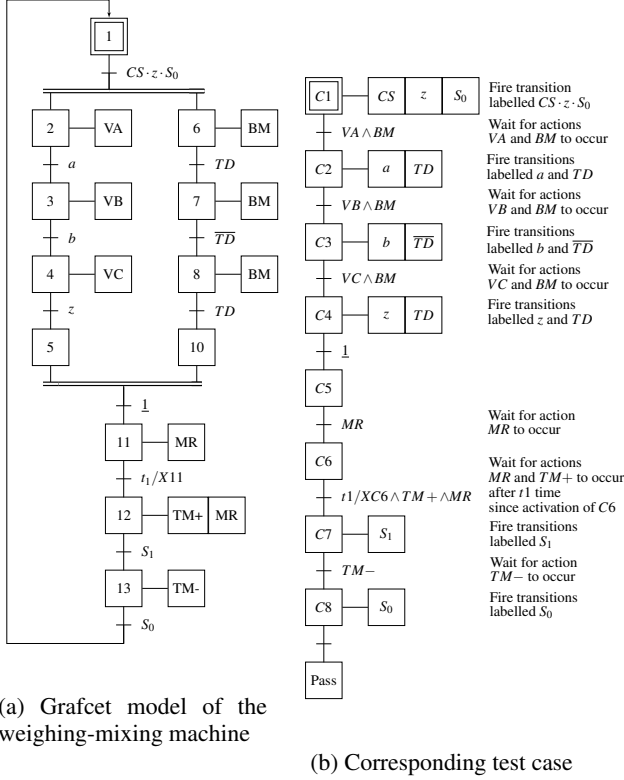 1
CS · z · S₀
2 VA 6 BM
a TD
3 VB 7 BM
b T̅D̅
4 VC 8 BM
z TD
5 10
1
11 MR
t₁/X11
12 TM+ MR
S₁
13 TM-
S₀
(a) Grafcet model of the
weighing-mixing machine
C1 CS z S₀
Fire transition
labelled CS · z · S₀
VA ∧ BM
Wait for actions
VA and BM to occur
C2 a TD
Fire transitions
labelled a and TD
VB ∧ BM
Wait for actions
VB and BM to occur
C3 b T̅D̅
Fire transitions
labelled b and T̅D̅
VC ∧ BM
Wait for actions
VC and BM to occur
C4 z TD
Fire transitions
labelled z and TD
1
C5
MR
Wait for action
MR to occur
C6
t1/XC6 ∧ TM+ ∧ MR
Wait for actions
MR and TM+ to occur
after t1 time
since activation of C6
C7 S₁
Fire transitions
labelled S₁
TM−
Wait for action
TM− to occur
C8 S₀
Fire transitions
labelled S₀
Pass
(b) Corresponding test case